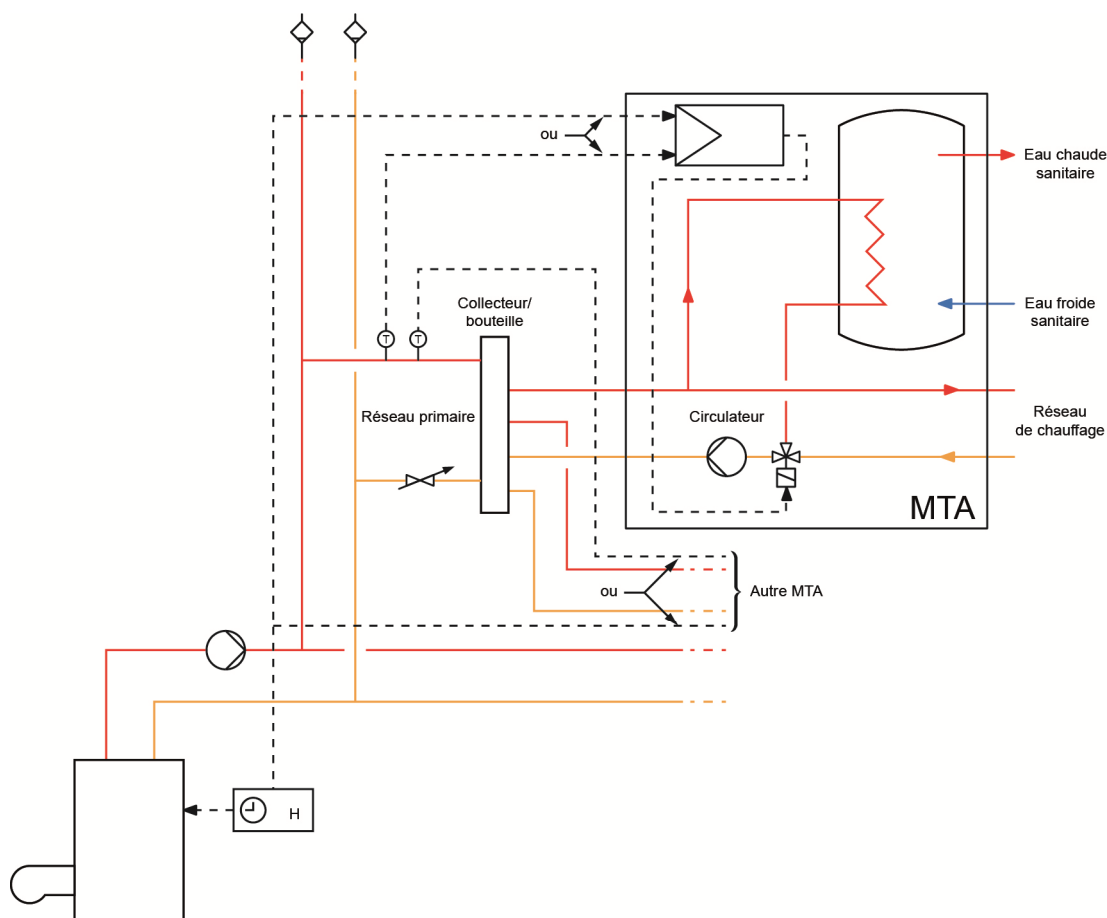 ou
Eau chaude
sanitaire
Collecteur/
bouteille
Eau froide
sanitaire
T
T
Réseau primaire
Circulateur
Réseau
de chauffage
MTA
ou
Autre MTA
H